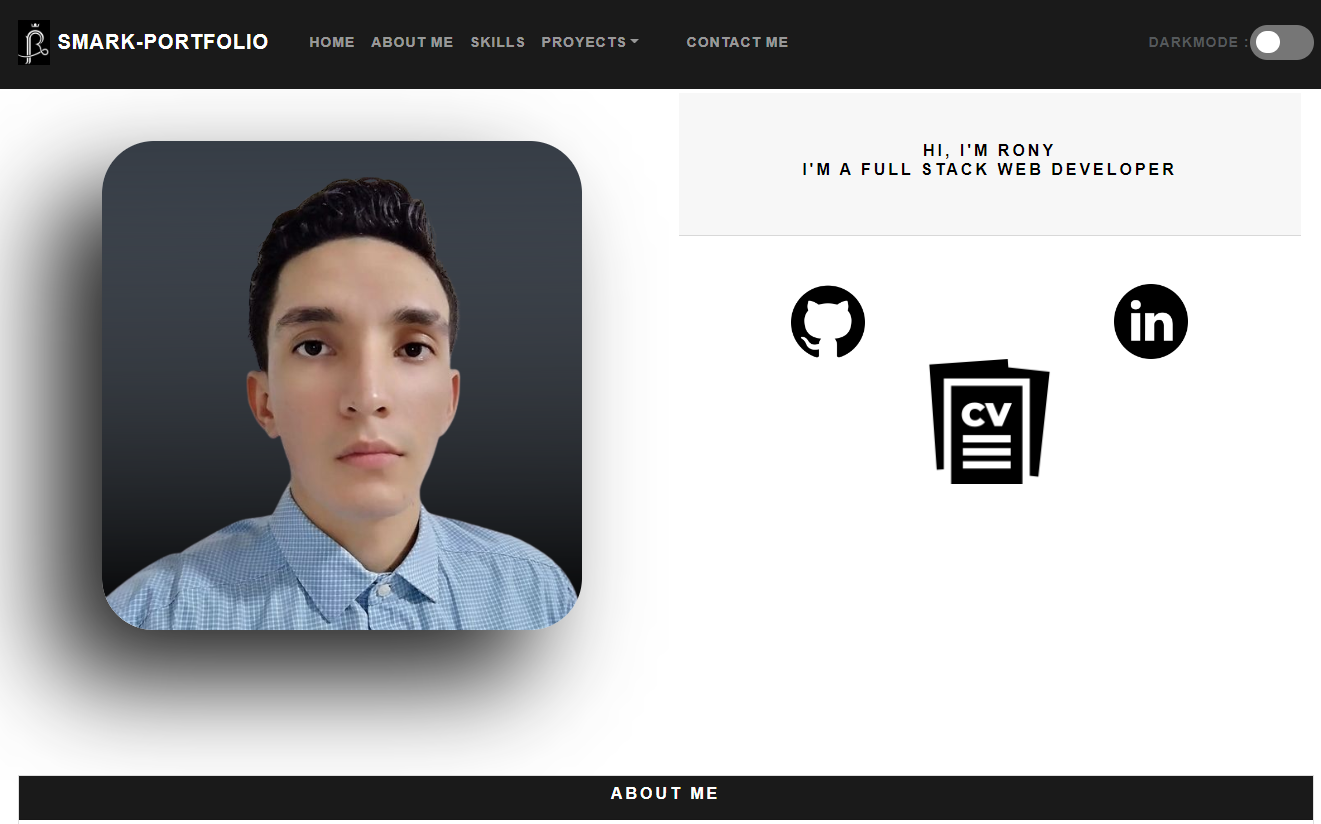 SMARK-PORTFOLIO HOME ABOUT ME SKILLS PROYECTS CONTACT ME DARKMODE :
HI, I'M RONY
I'M A FULL STACK WEB DEVELOPER
in
CV
ABOUT ME